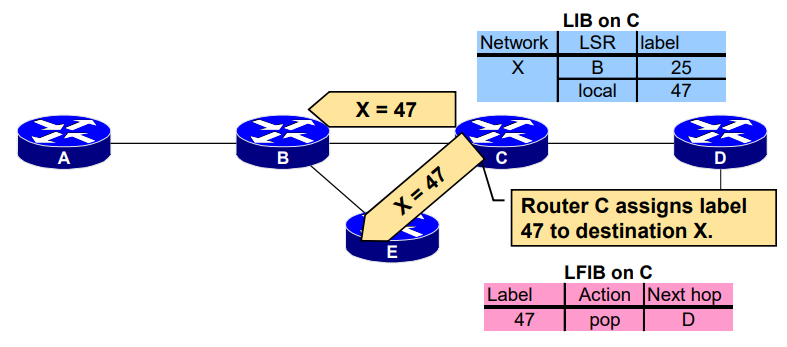 LIB on C
Network LSR label
X B 25
local 47
X = 47
A
B
C
D
X = 47
Router C assigns label
47 to destination X.
E
LFIB on C
Label Action Next hop
47 pop D